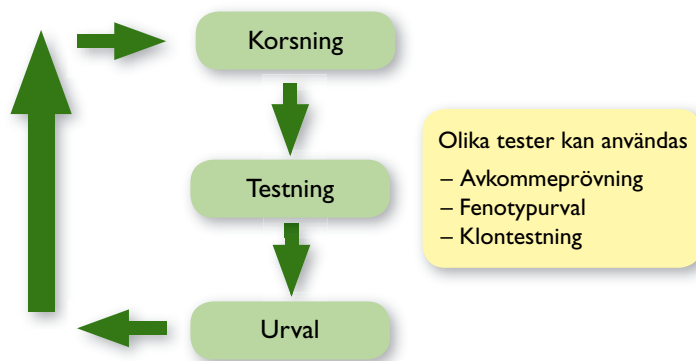 Korsning
Testning
Urval
Olika tester kan användas
– Avkommeprövning
– Fenotypurval
– Klontestning